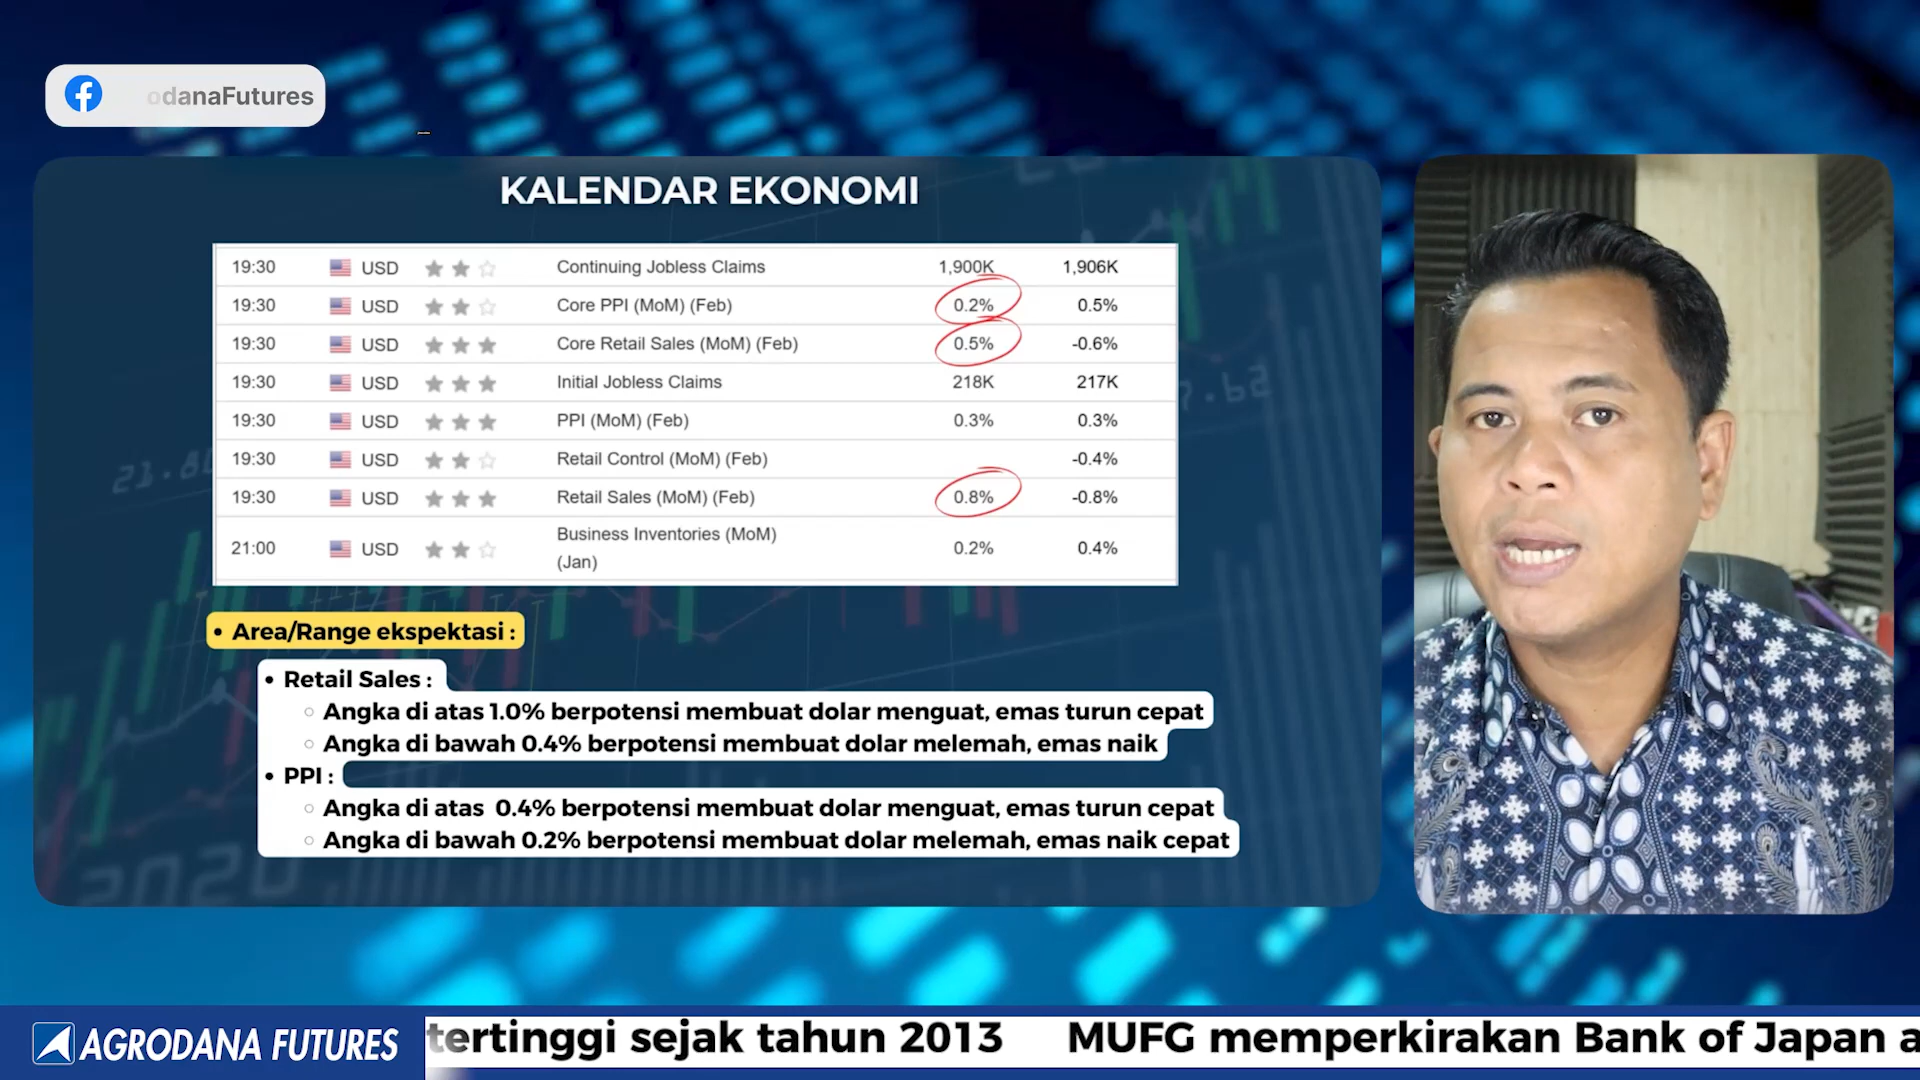 odanaFutures
KALENDAR EKONOMI
19:30 USD Continuing Jobless Claims 1,900K 1,906K
19:30 USD Core PPI (MoM) (Feb) 0.2% 0.5%
19:30 USD Core Retail Sales (MoM) (Feb) 0.5% -0.6%
19:30 USD Initial Jobless Claims 218K 217K
19:30 USD PPI (MoM) (Feb) 0.3% 0.3%
19:30 USD Retail Control (MoM) (Feb) -0.4%
19:30 USD Retail Sales (MoM) (Feb) 0.8% -0.8%
21:00 USD Business Inventories (MoM) (Jan) 0.2% 0.4%
• Area/Range ekspektasi :
• Retail Sales :
○ Angka di atas 1.0% berpotensi membuat dolar menguat, emas turun cepat
○ Angka di bawah 0.4% berpotensi membuat dolar melemah, emas naik
• PPI :
○ Angka di atas 0.4% berpotensi membuat dolar menguat, emas turun cepat
○ Angka di bawah 0.2% berpotensi membuat dolar melemah, emas naik cepat
AGRODANA FUTURES
tertinggi sejak tahun 2013 MUFG memperkirakan Bank of Japan a